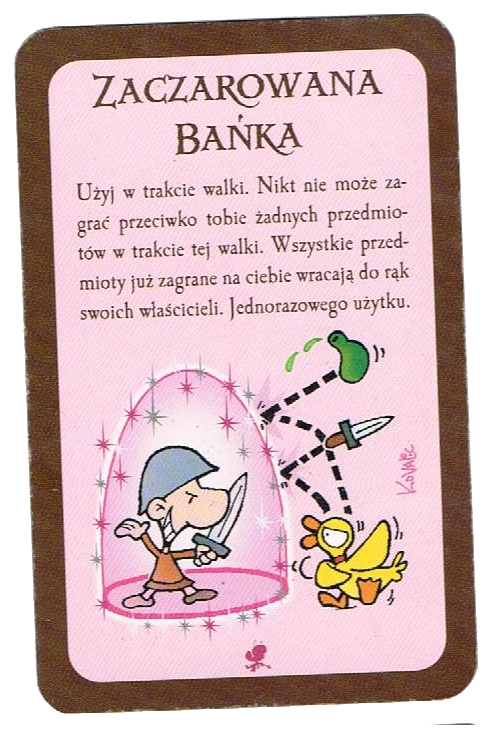 ZACZAROWANA
BAŃKA
Użyj w trakcie walki. Nikt nie może za-
grać przeciwko tobie żadnych przedmio-
tów w trakcie tej walki. Wszystkie przed-
mioty już zagrane na ciebie wracają do rąk
swoich właścicieli. Jednorazowego użytku.
KOVALIC